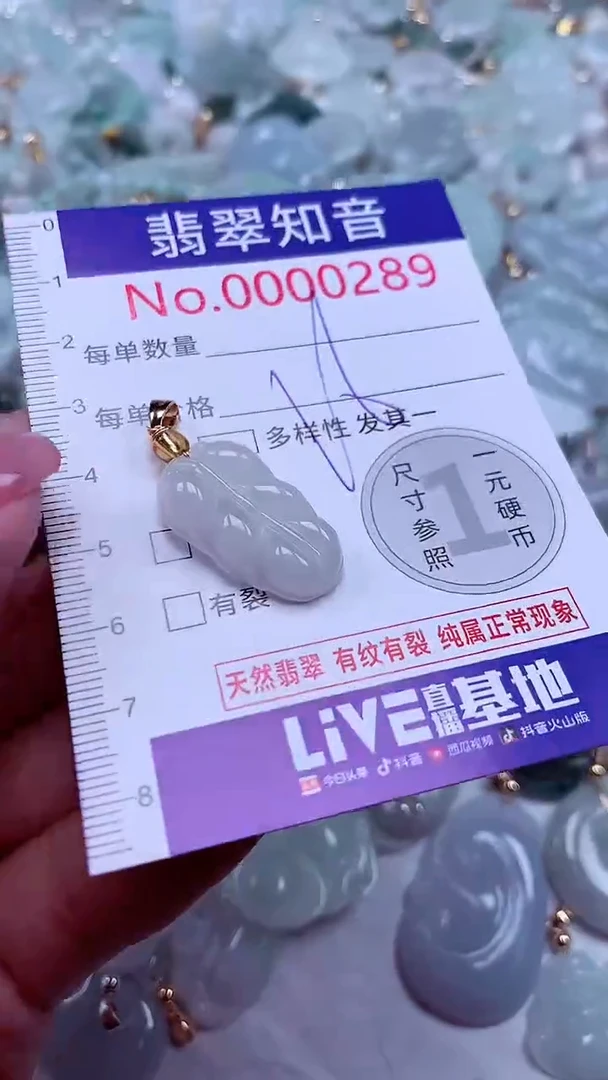 0
翡翠知音
1
No.0000289
2
每单数量
3
每单 格
多样性 发其一
4
尺寸参照
1
一元硬币
5
6
有裂
天然翡翠 有纹有裂 纯属正常现象
7
LiVE直播基地
8
今日头条 抖音 西瓜视频 抖音火山版